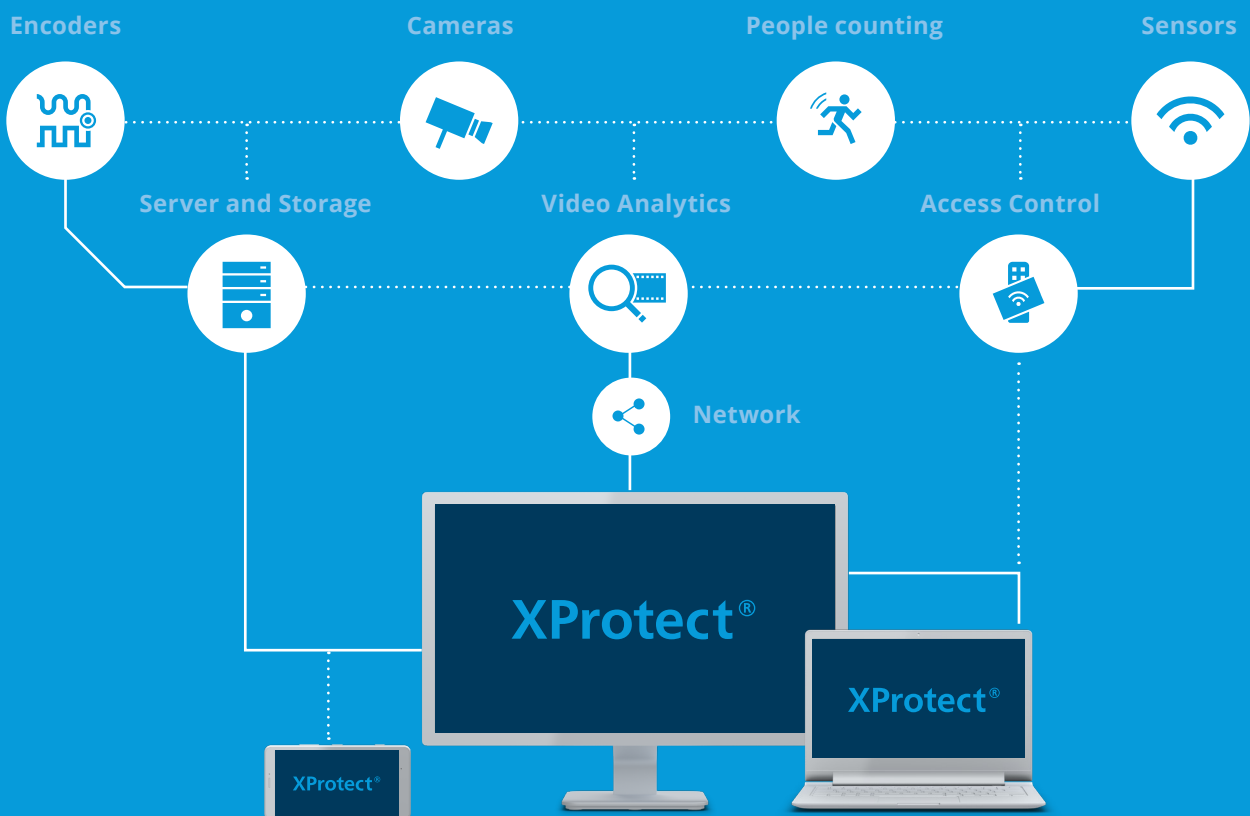 Encoders
Cameras
People counting
Sensors
Server and Storage
Video Analytics
Access Control
Network
XProtect®
XProtect®
XProtect®